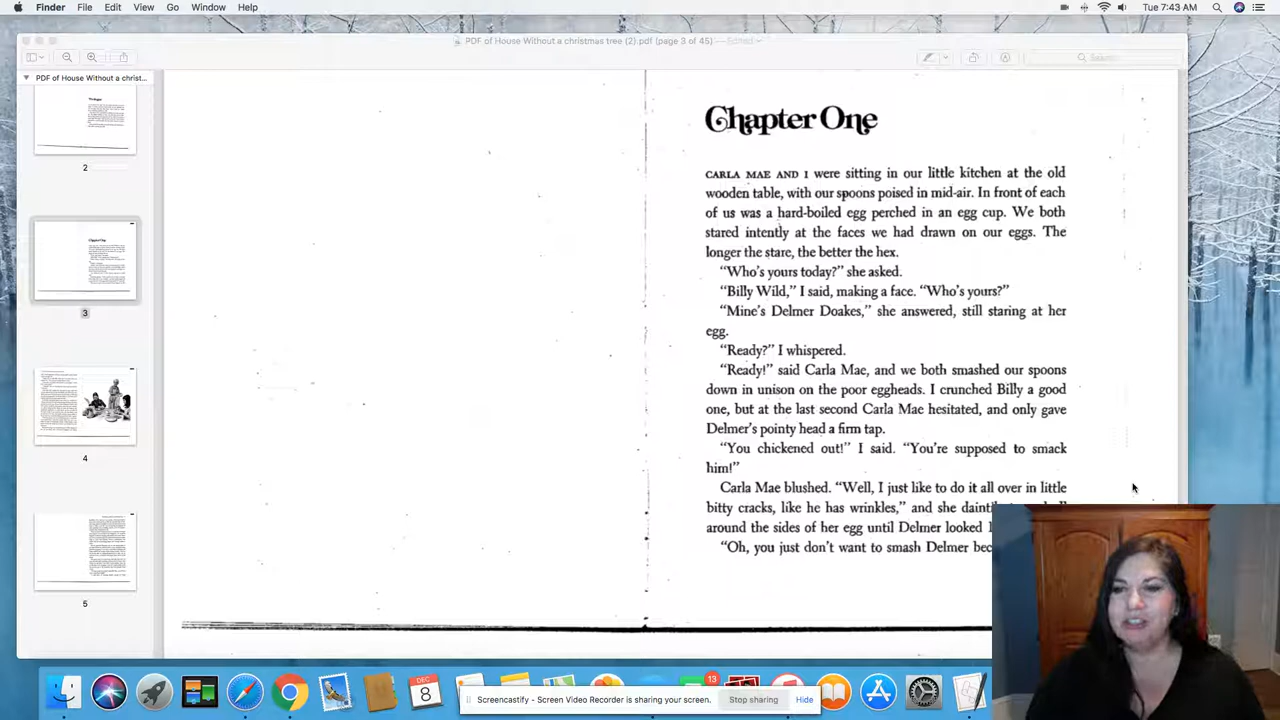 Finder File Edit View Go Window Help
Tue 7:43 AM
PDF of House Without a christmas tree (2).pdf (page 3 of 45) — Edited
Search
PDF of House Without a christ...
2
3
4
5
Chapter One
CARLA MAE AND I were sitting in our little kitchen at the old
wooden table, with our spoons poised in mid-air. In front of each
of us was a hard-boiled egg perched in an egg cup. We both
stared intently at the faces we had drawn on our eggs. The
longer the stare, the better the hex.
“Who’s yours today?” she asked.
“Billy Wild,” I said, making a face. “Who’s yours?”
“Mine’s Delmer Doakes,” she answered, still staring at her
egg.
“Ready?” I whispered.
“Ready!” said Carla Mae, and we both smashed our spoons
down in unison on the poor eggheads. I crunched Billy a good
one, but at the last second Carla Mae hesitated, and only gave
Delmer’s pointy head a firm tap.
“You chickened out!” I said. “You’re supposed to smack
him!”
Carla Mae blushed. “Well, I just like to do it all over in little
bitty cracks, like he has wrinkles,” and she
around the sides of her egg until Delmer looked
“Oh, you just don’t want to smash Delmer
DEC
8
13
Screencastify - Screen Video Recorder is sharing your screen.
Stop sharing
Hide